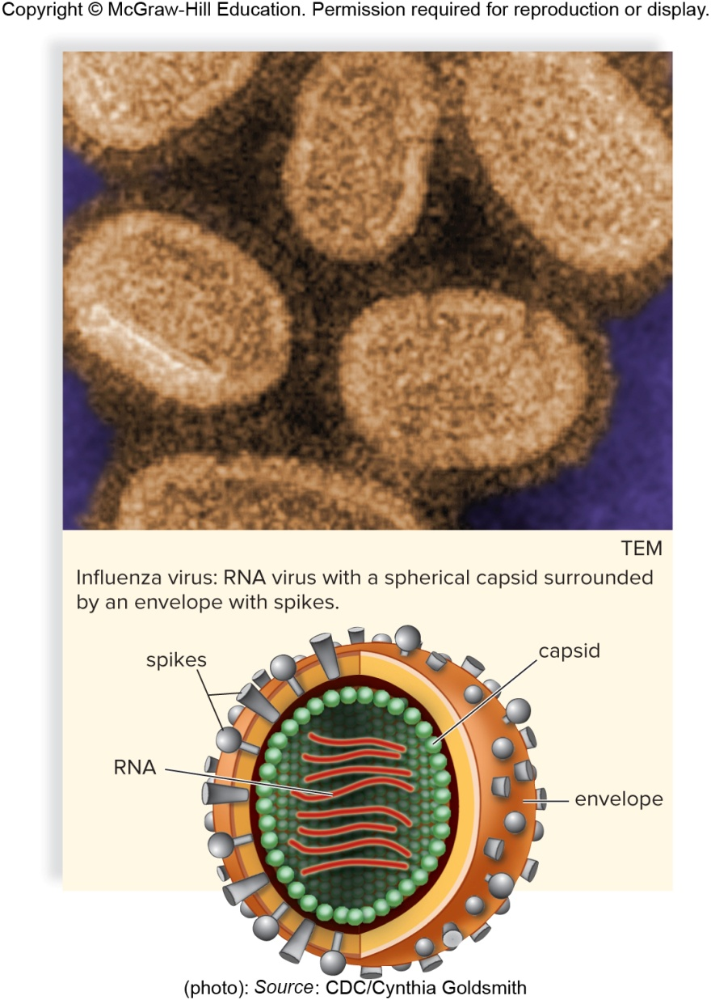 Copyright © McGraw-Hill Education. Permission required for reproduction or display.
TEM
Influenza virus: RNA virus with a spherical capsid surrounded
by an envelope with spikes.
capsid
spikes
RNA
envelope
(photo): Source: CDC/Cynthia Goldsmith